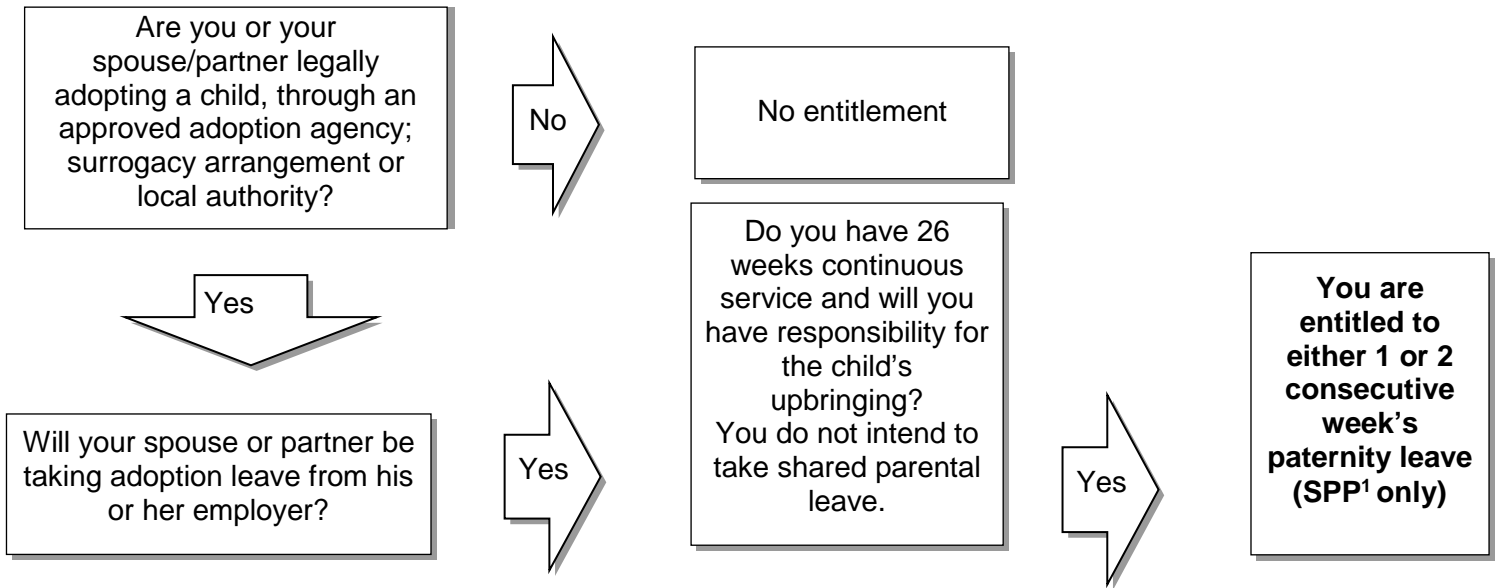 Are you or your
spouse/partner legally
adopting a child, through an
approved adoption agency;
surrogacy arrangement or
local authority?
No
No entitlement
Yes
Will your spouse or partner be
taking adoption leave from his
or her employer?
Yes
Do you have 26
weeks continuous
service and will you
have responsibility for
the child’s
upbringing?
You do not intend to
take shared parental
leave.
Yes
You are
entitled to
either 1 or 2
consecutive
week’s
paternity leave
(SPP¹ only)